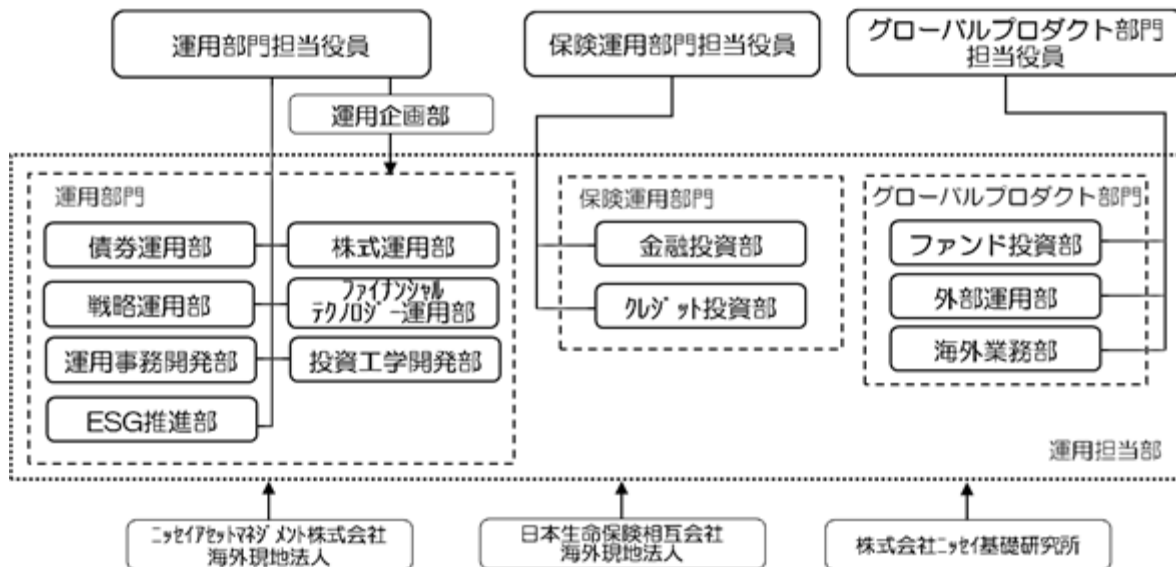 運用部門担当役員
保険運用部門担当役員
グローバルプロダクト部門
担当役員
運用企画部
運用部門
債券運用部
株式運用部
戦略運用部
ファイナンシャル
テクノロジー運用部
運用事務開発部
投資工学開発部
ESG推進部
保険運用部門
金融投資部
クレジット投資部
グローバルプロダクト部門
ファンド投資部
外部運用部
海外業務部
運用担当部
ニッセイアセットマネジメント株式会社
海外現地法人
日本生命保険相互会社
海外現地法人
株式会社ニッセイ基礎研究所